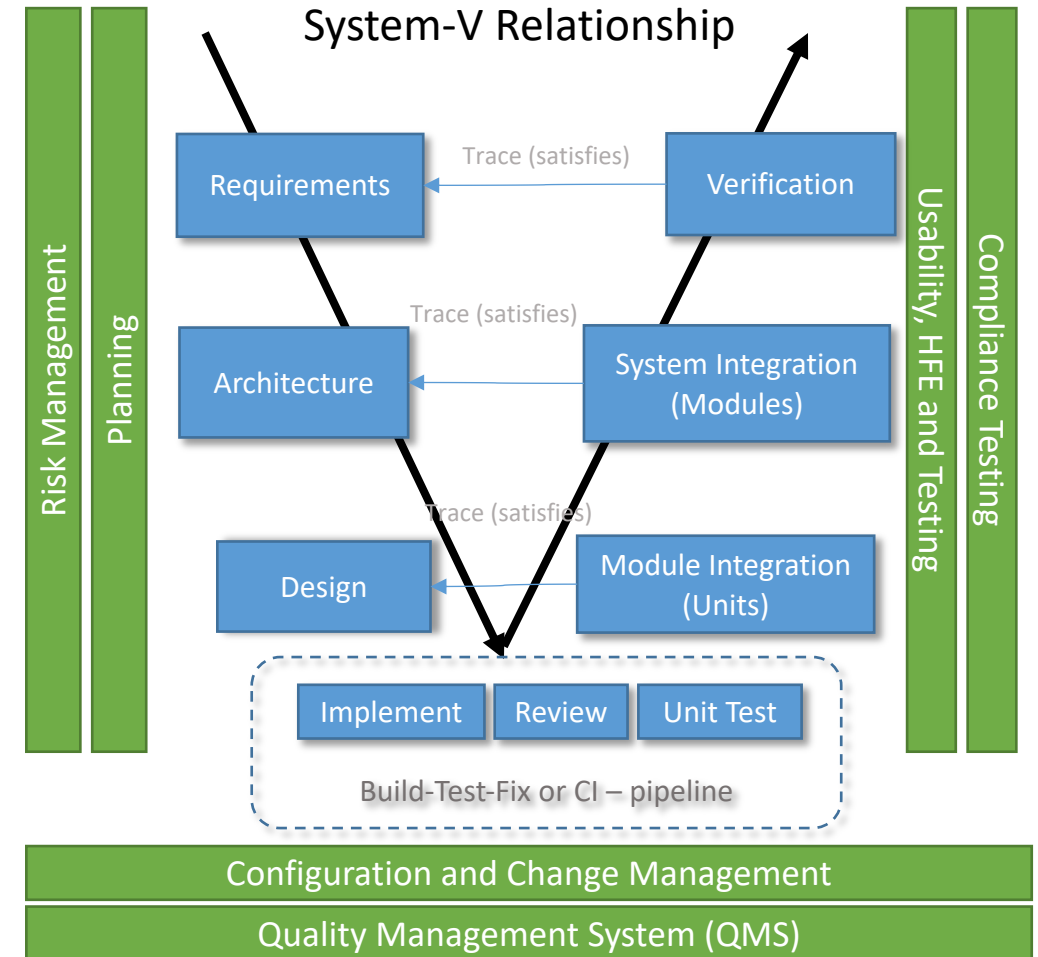 System-V Relationship
Risk Management
Planning
Requirements
Trace (satisfies)
Verification
Architecture
Trace (satisfies)
System Integration
(Modules)
Design
Trace (satisfies)
Module Integration
(Units)
Implement
Review
Unit Test
Build-Test-Fix or CI – pipeline
Usability, HFE and Testing
Compliance Testing
Configuration and Change Management
Quality Management System (QMS)